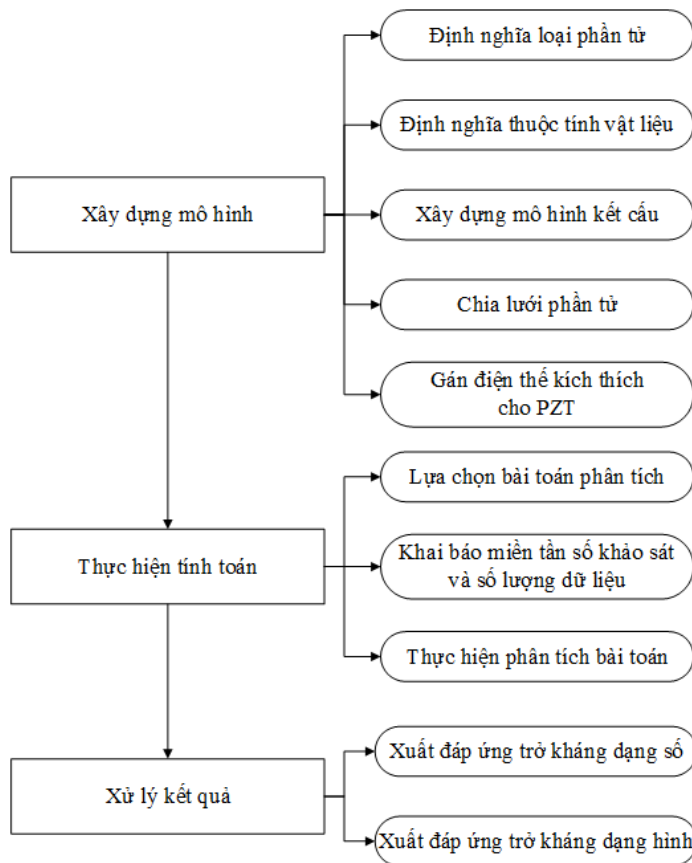 Định nghĩa loại phần tử
Định nghĩa thuộc tính vật liệu
Xây dựng mô hình
Xây dựng mô hình kết cấu
Chia lưới phần tử
Gán điện thế kích thích
cho PZT
Lựa chọn bài toán phân tích
Thực hiện tính toán
Khai báo miền tần số khảo sát
và số lượng dữ liệu
Thực hiện phân tích bài toán
Xuất đáp ứng trở kháng dạng số
Xử lý kết quả
Xuất đáp ứng trở kháng dạng hình